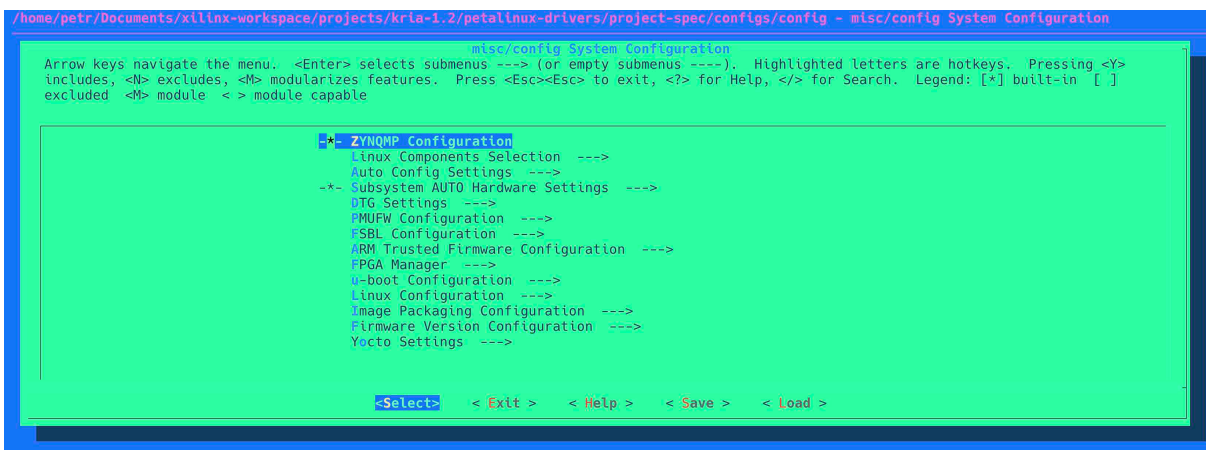 /home/petr/Documents/xilinx-workspace/projects/kria-1.2/petalinux-drivers/project-spec/configs/config - misc/config System Configuration
misc/config System Configuration
Arrow keys navigate the menu.  <Enter> selects submenus ---> (or empty submenus ----).  Highlighted letters are hotkeys.  Pressing <Y>
includes, <N> excludes, <M> modularizes features.  Press <Esc><Esc> to exit, <?> for Help, </> for Search.  Legend: [*] built-in  [ ]
excluded  <M> module  < > module capable
-*- ZYNQMP Configuration
Linux Components Selection  --->
Auto Config Settings  --->
-*- Subsystem AUTO Hardware Settings  --->
DTG Settings  --->
PMUFW Configuration  --->
FSBL Configuration  --->
ARM Trusted Firmware Configuration  --->
FPGA Manager  --->
u-boot Configuration  --->
Linux Configuration  --->
Image Packaging Configuration  --->
Firmware Version Configuration  --->
Yocto Settings  --->
<Select>    < Exit >    < Help >    < Save >    < Load >